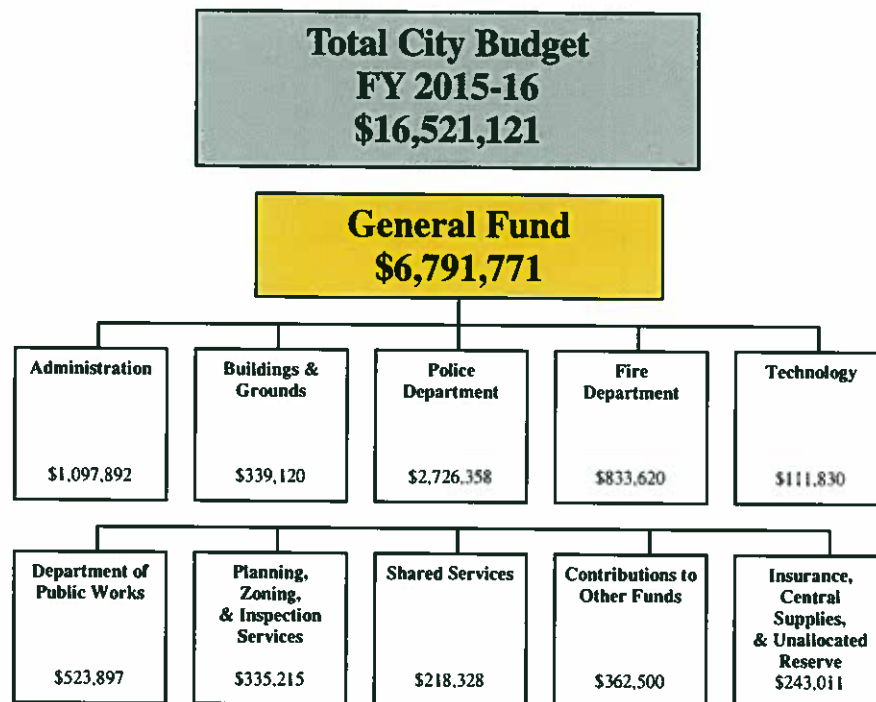 Total City Budget
FY 2015-16
$16,521,121
General Fund
$6,791,771
Administration
$1,097,892
Buildings &
Grounds
$339,120
Police
Department
$2,726,358
Fire
Department
$833,620
Technology
$111,830
Department of
Public Works
$523,897
Planning,
Zoning,
& Inspection
Services
$335,215
Shared Services
$218,328
Contributions to
Other Funds
$362,500
Insurance,
Central
Supplies,
& Unallocated
Reserve
$243,011